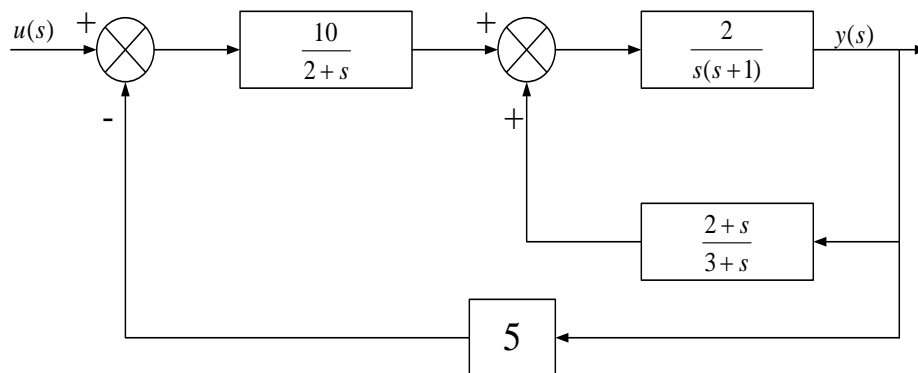 u(s)
+
10
2 + s
+
2
s(s+1)
y(s)
-
+
2 + s
3 + s
5